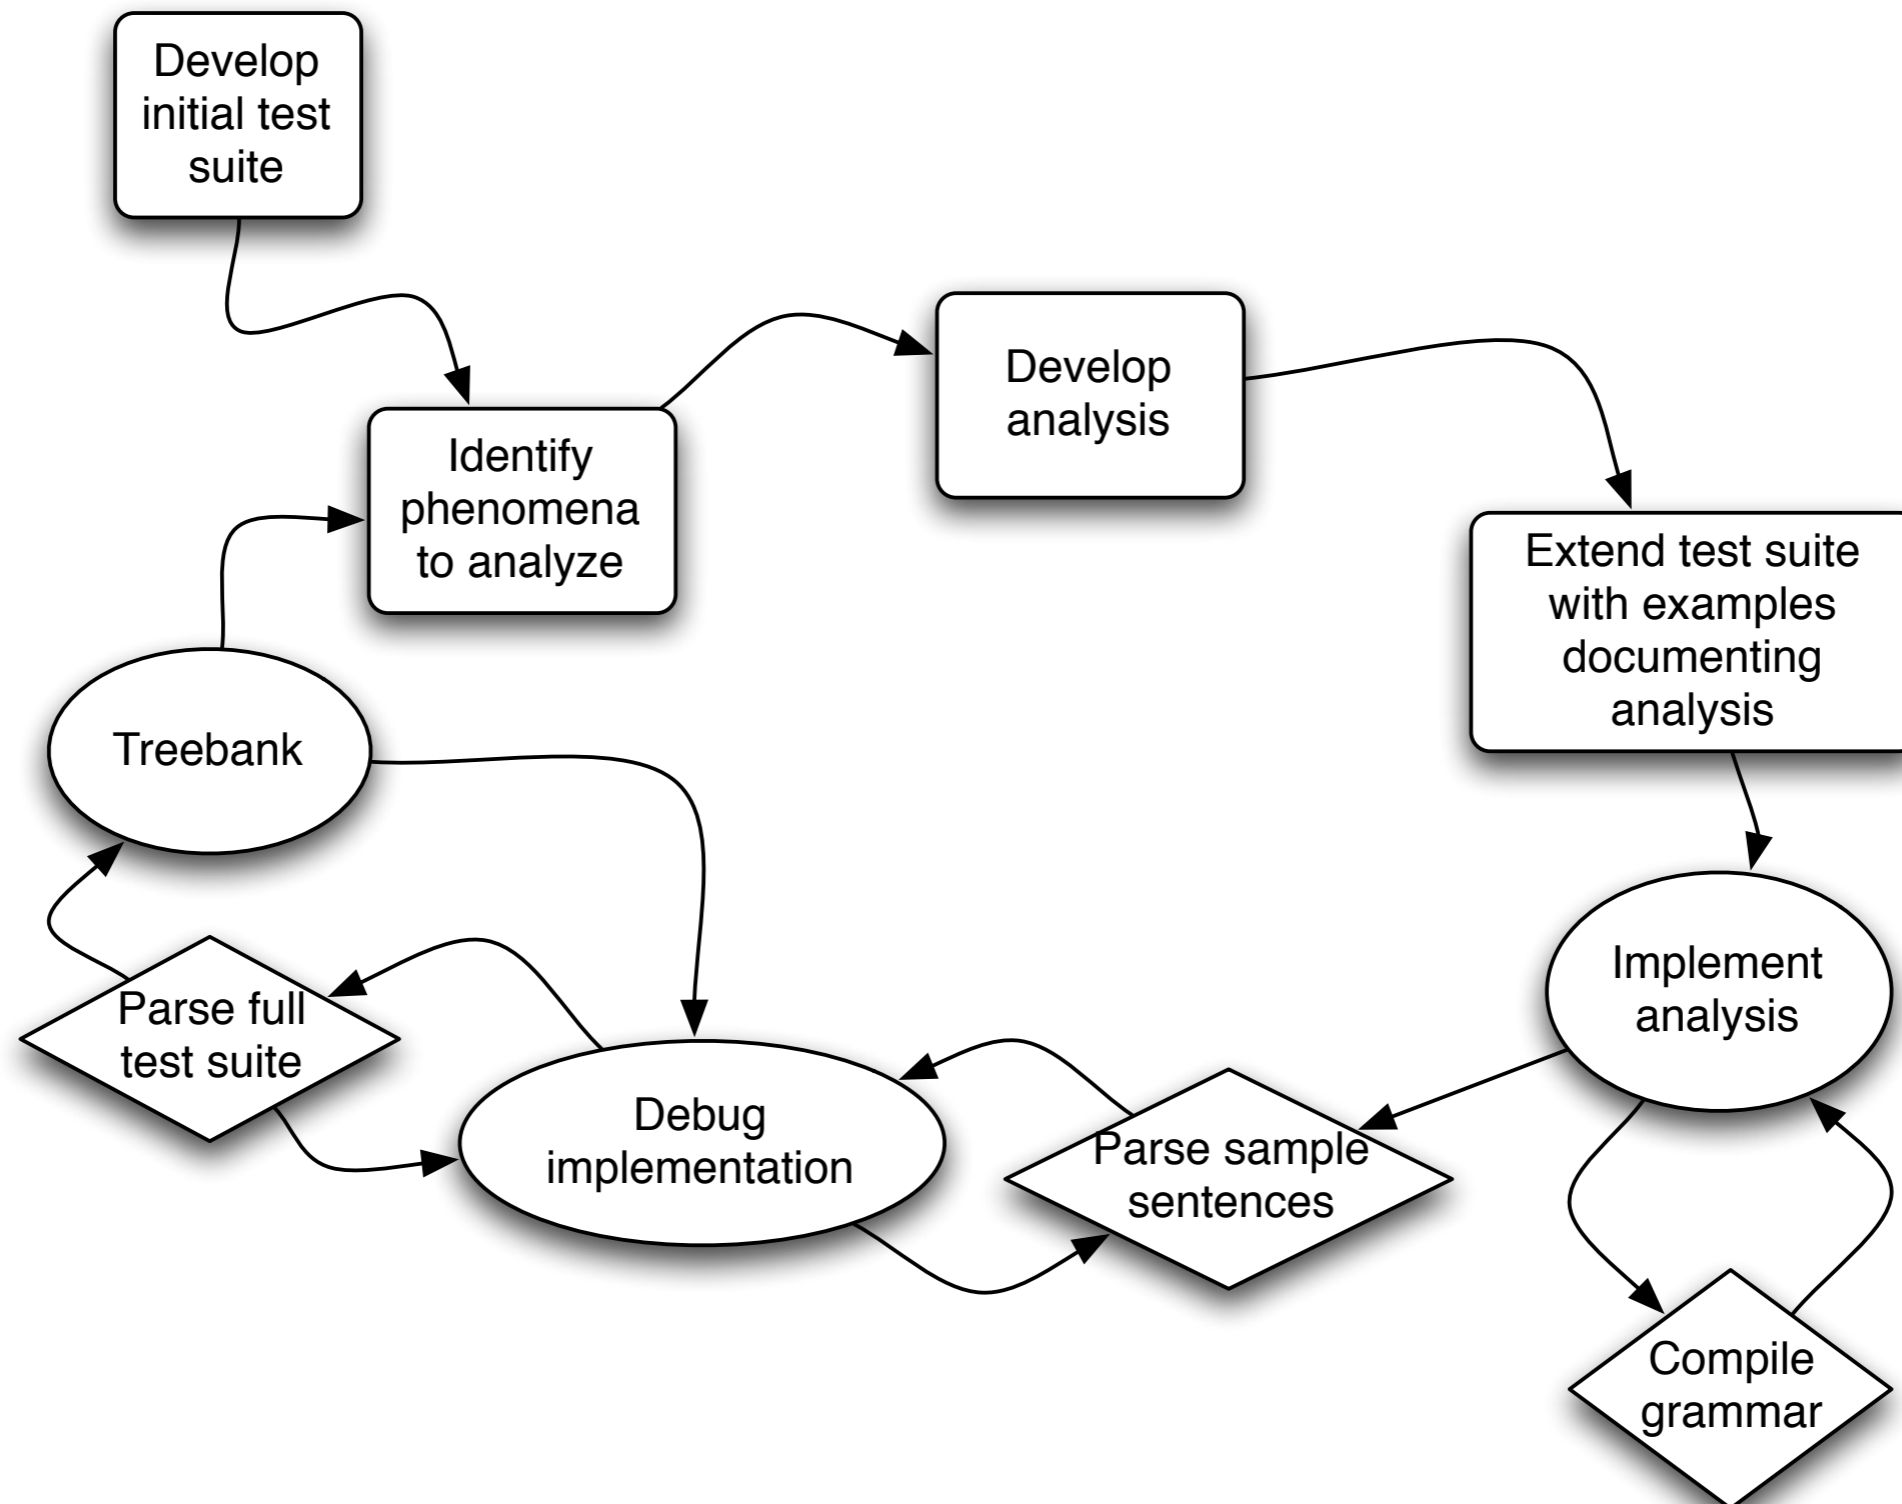 Develop
initial test
suite
Identify
phenomena
to analyze
Develop
analysis
Extend test suite
with examples
documenting
analysis
Treebank
Implement
analysis
Parse full
test suite
Debug
implementation
Parse sample
sentences
Compile
grammar